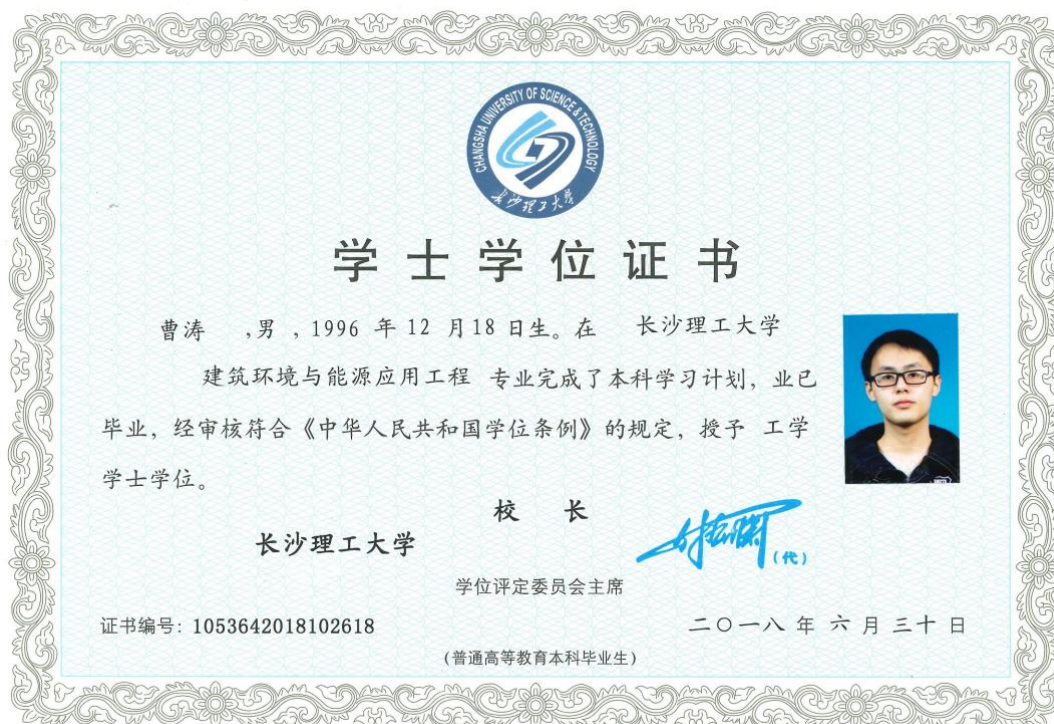 CHANGSHA UNIVERSITY OF SCIENCE & TECHNOLOGY
长沙理工大学
学士学位证书
曹涛 ,男 , 1996 年 12 月 18 日生。在 长沙理工大学
建筑环境与能源应用工程 专业完成了本科学习计划，业已
毕业，经审核符合《中华人民共和国学位条例》的规定，授予 工学
学士学位。
校 长
长沙理工大学
(代)
学位评定委员会主席
证书编号: 1053642018102618
二〇一八 年 六 月 三十 日
(普通高等教育本科毕业生)